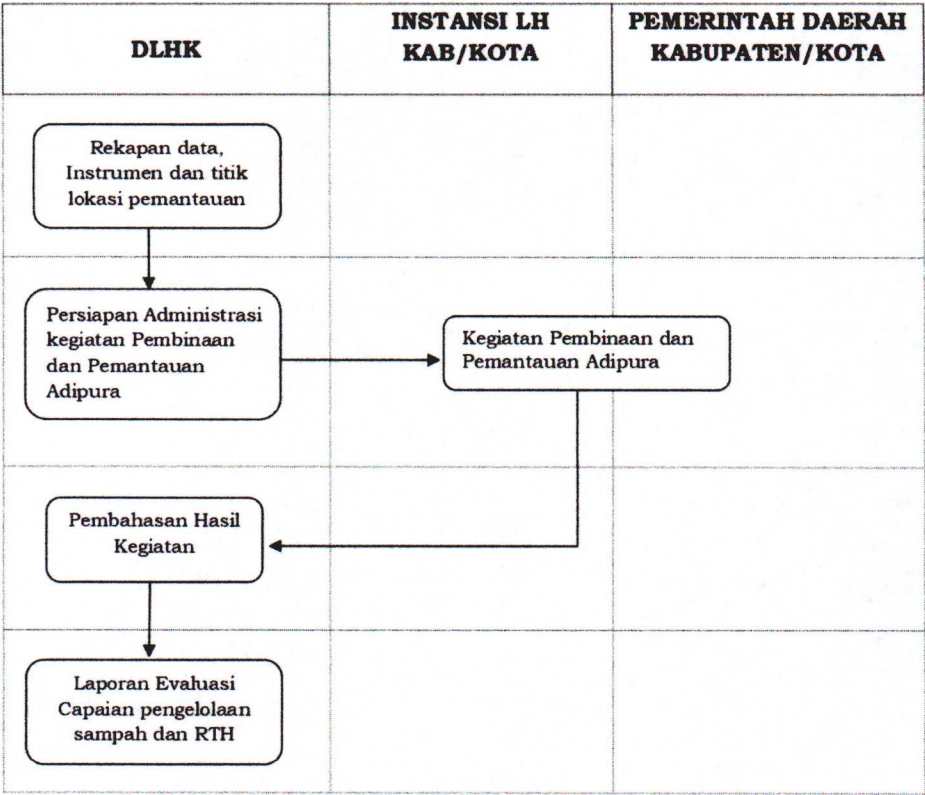 DLHK
INSTANSI LH
KAB/KOTA
PEMERINTAH DAERAH
KABUPATEN/KOTA
Rekapan data,
Instrumen dan titik
lokasi pemantauan
Persiapan Administrasi
kegiatan Pembinaan
dan Pemantauan
Adipura
Kegiatan Pembinaan dan
Pemantauan Adipura
Pembahasan Hasil
Kegiatan
Laporan Evaluasi
Capaian pengelolaan
sampah dan RTH